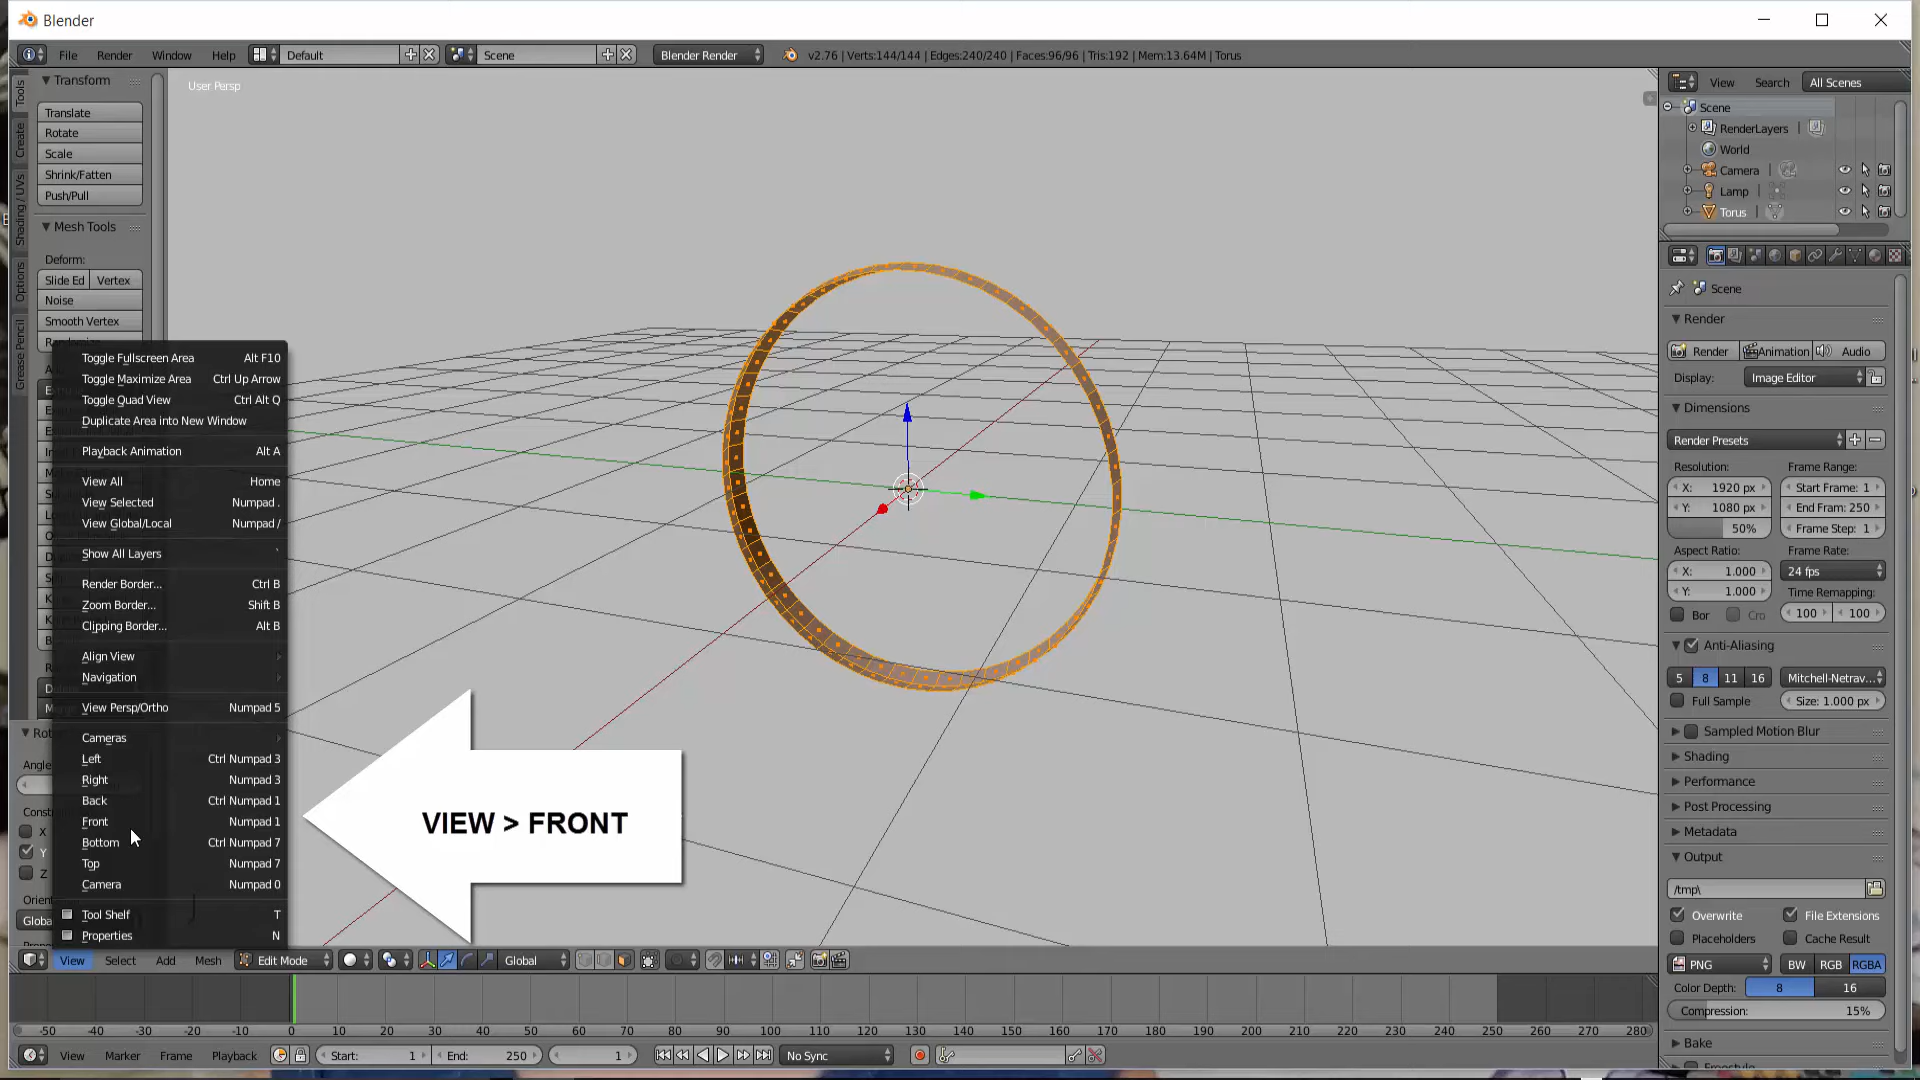 Blender
File Render Window Help Default Scene Blender Render v2.76 | Verts:144/144 | Edges:240/240 | Faces:96/96 | Tris:192 | Mem:13.64M | Torus
Tools
Create
Shading / UVs
Options
Grease Pencil
Transform
Translate
Rotate
Scale
Shrink/Fatten
Push/Pull
Mesh Tools
Deform:
Slide Ed Vertex
Noise
Smooth Vertex
User Persp
Toggle Fullscreen Area Alt F10
Toggle Maximize Area Ctrl Up Arrow
Toggle Quad View Ctrl Alt Q
Duplicate Area into New Window
Playback Animation Alt A
View All Home
View Selected Numpad .
View Global/Local Numpad /
Show All Layers `
Render Border... Ctrl B
Zoom Border... Shift B
Clipping Border... Alt B
Align View
Navigation
View Persp/Ortho Numpad 5
Cameras
Left Ctrl Numpad 3
Right Numpad 3
Back Ctrl Numpad 1
Front Numpad 1
Bottom Ctrl Numpad 7
Top Numpad 7
Camera Numpad 0
Tool Shelf T
Properties N
Angle
X
Y
Z
Globa
VIEW > FRONT
View Select Add Mesh Edit Mode Global
-50 -40 -30 -20 -10 0 10 20 30 40 50 60 70 80 90 100 110 120 130 140 150 160 170 180 190 200 210 220 230 240 250 260 270 280
View Marker Frame Playback Start: 1 End: 250 1 No Sync
View Search All Scenes
Scene
RenderLayers
World
Camera
Lamp
Torus
Scene
Render
Render Animation Audio
Display: Image Editor
Dimensions
Render Presets
Resolution: Frame Range:
X: 1920 px Start Frame: 1
Y: 1080 px End Fram: 250
50% Frame Step: 1
Aspect Ratio: Frame Rate:
X: 1.000 24 fps
Y: 1.000 Time Remapping:
Bor Cro 100 100
Anti-Aliasing
5 8 11 16 Mitchell-Netrav...
Full Sample Size: 1.000 px
Sampled Motion Blur
Shading
Performance
Post Processing
Metadata
Output
/tmp\
Overwrite File Extensions
Placeholders Cache Result
PNG BW RGB RGBA
Color Depth: 8 16
Compression: 15%
Bake